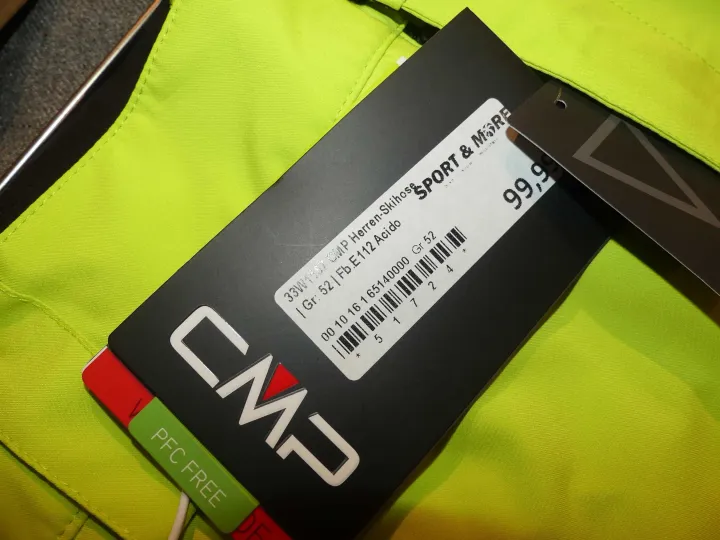 SPORT & MORE
99,99
CMP Herren-Skihose
| Gr: 52 | Fb.E112 Acido
00 10 16 1 65140000 Gr 52
* 5 1 7 2 4 *
CMP
PFC FREE